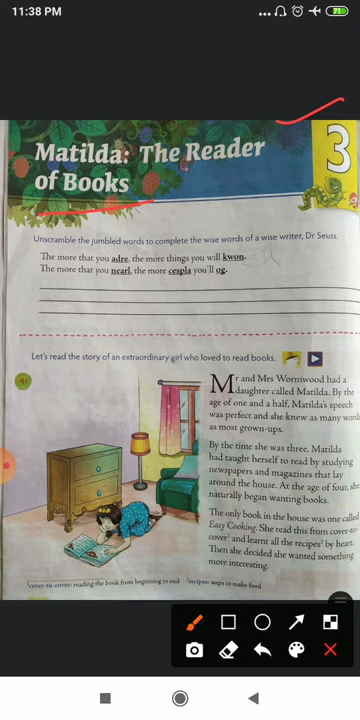 11:38 PM
71
3
Matilda: The Reader
of Books
Unscramble the jumbled words to complete the wise words of a wise writer, Dr Seuss.
The more that you adre, the more things you will kwon.
The more that you nearl, the more cespla you'll og.
Let's read the story of an extraordinary girl who loved to read books.
Mr and Mrs Wormwood had a
daughter called Matilda. By the
age of one and a half, Matilda's speech
was perfect and she knew as many words
as most grown-ups.
By the time she was three, Matilda
had taught herself to read by studying
newspapers and magazines that lay
around the house. At the age of four, she
naturally began wanting books.
The only book in the house was one called
Easy Cooking. She read this from cover-to-
cover¹ and learnt all the recipes² by heart.
Then she decided she wanted something
more interesting.
¹cover-to-cover: reading the book from beginning to end ²recipes: steps to make food